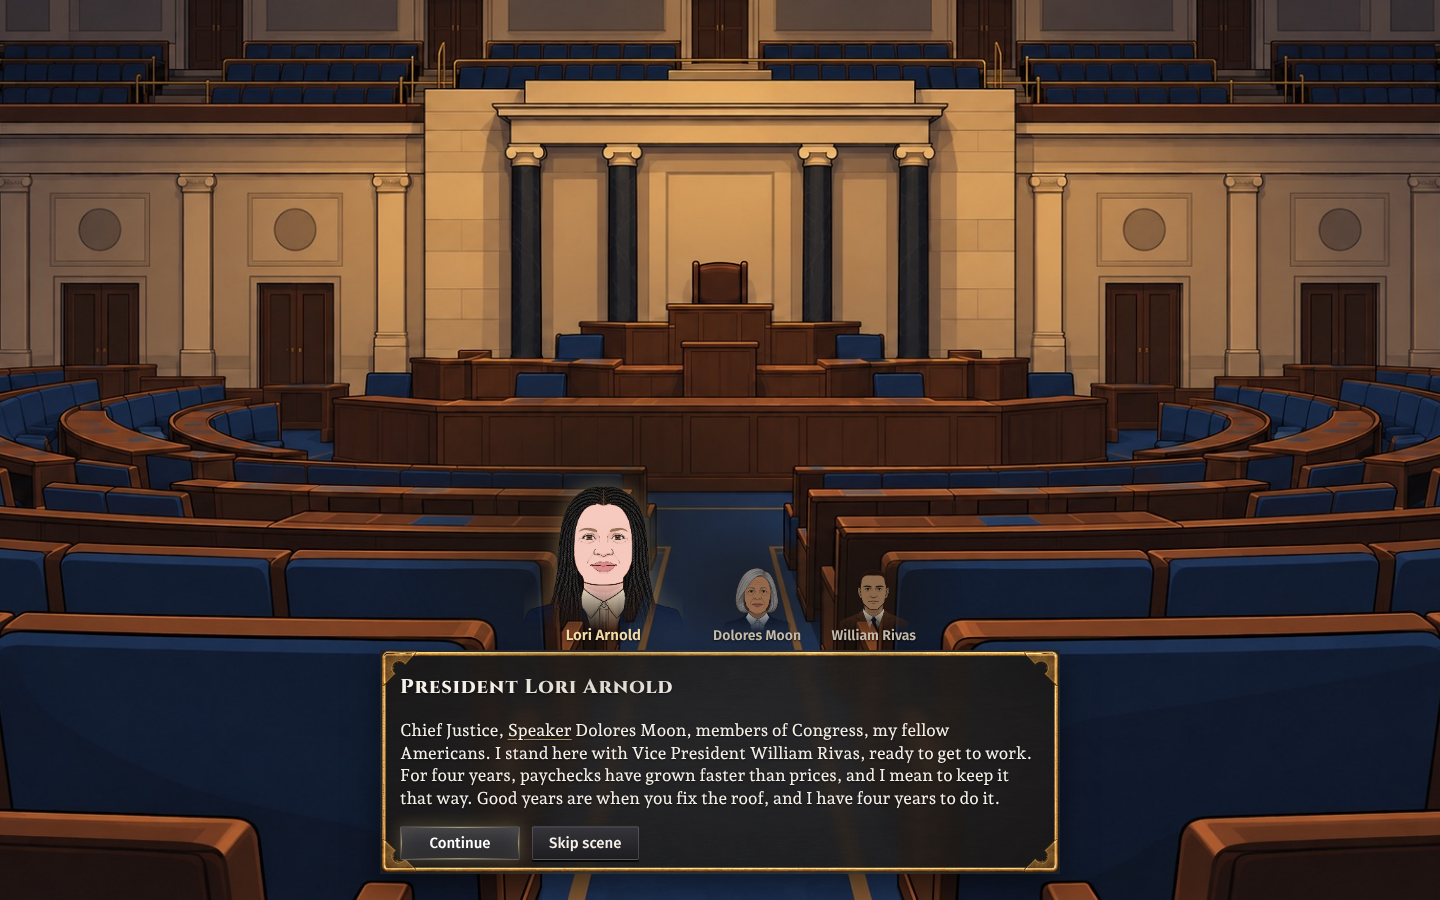 Lori Arnold
Dolores Moon
William Rivas
President Lori Arnold
Chief Justice, Speaker Dolores Moon, members of Congress, my fellow
Americans. I stand here with Vice President William Rivas, ready to get to work.
For four years, paychecks have grown faster than prices, and I mean to keep it
that way. Good years are when you fix the roof, and I have four years to do it.
Continue
Skip scene